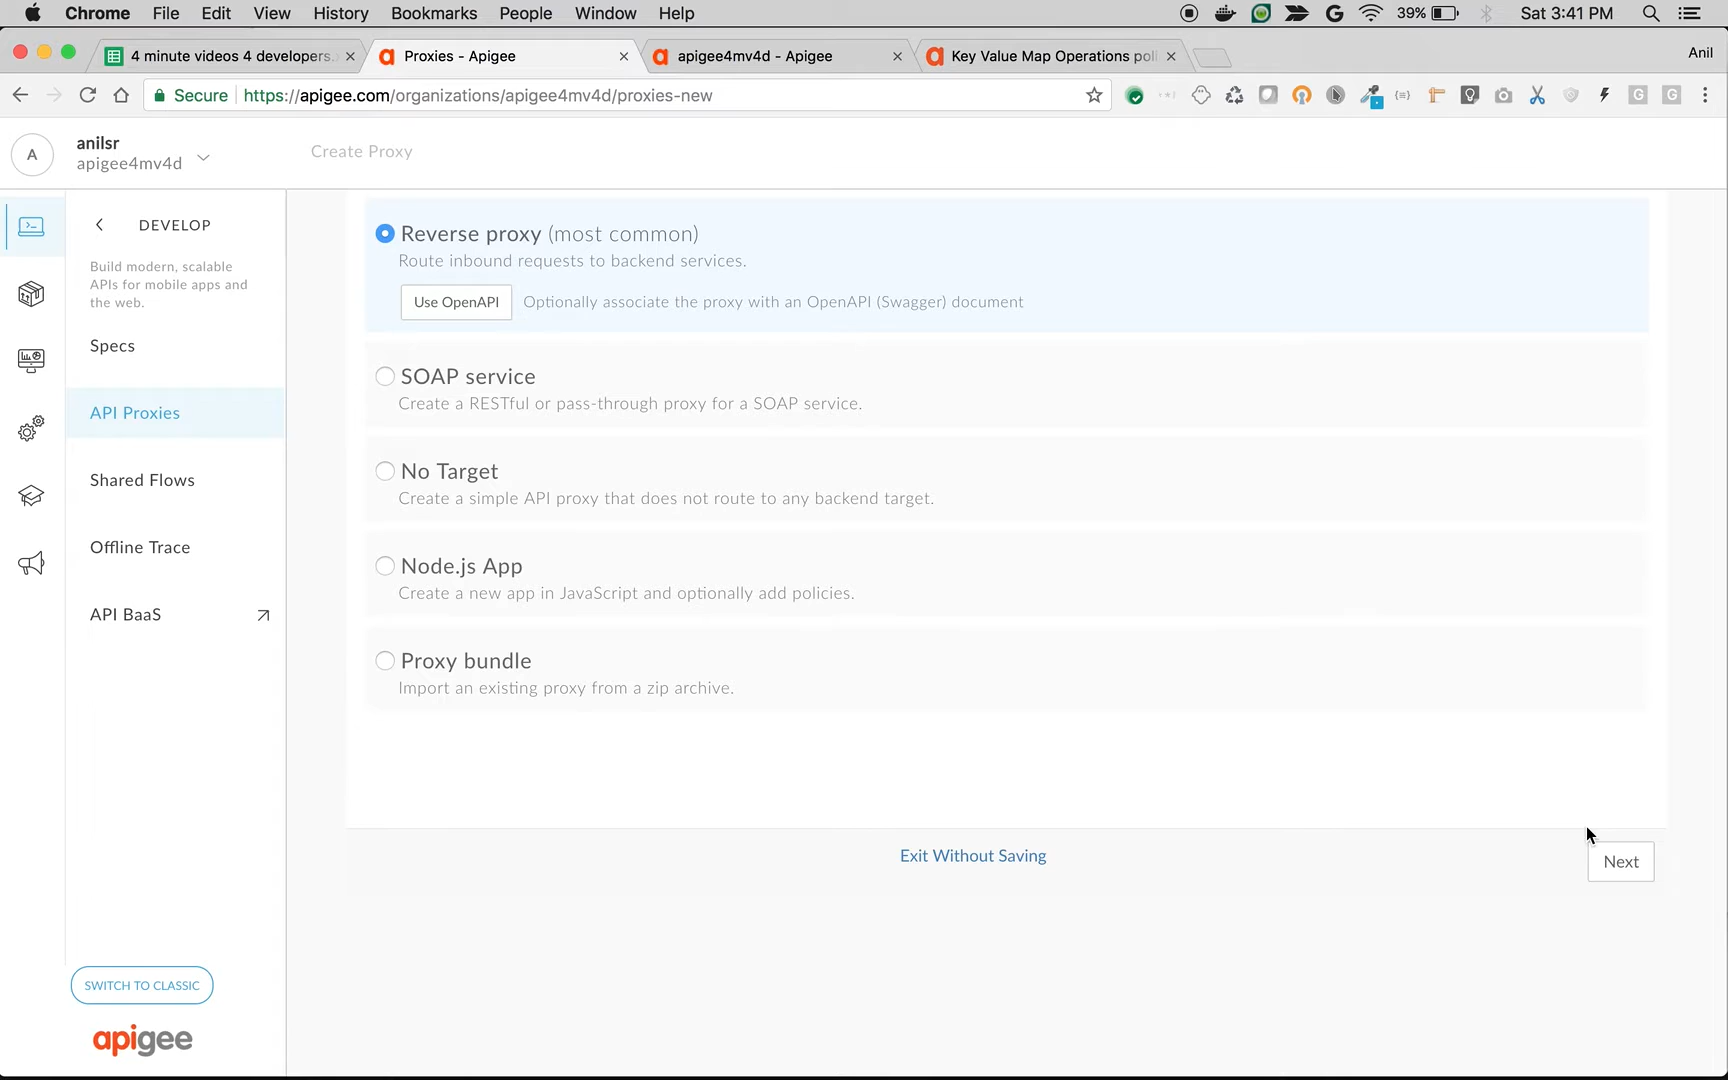 Chrome File Edit View History Bookmarks People Window Help 39% Sat 3:41 PM
4 minute videos 4 developers. Proxies - Apigee apigee4mv4d - Apigee Key Value Map Operations poli Anil
Secure https://apigee.com/organizations/apigee4mv4d/proxies-new
A
anilsr
apigee4mv4d
Create Proxy
DEVELOP
Build modern, scalable
APIs for mobile apps and
the web.
Specs
API Proxies
Shared Flows
Offline Trace
API BaaS
SWITCH TO CLASSIC
apigee
Reverse proxy (most common)
Route inbound requests to backend services.
Use OpenAPI Optionally associate the proxy with an OpenAPI (Swagger) document
SOAP service
Create a RESTful or pass-through proxy for a SOAP service.
No Target
Create a simple API proxy that does not route to any backend target.
Node.js App
Create a new app in JavaScript and optionally add policies.
Proxy bundle
Import an existing proxy from a zip archive.
Exit Without Saving
Next